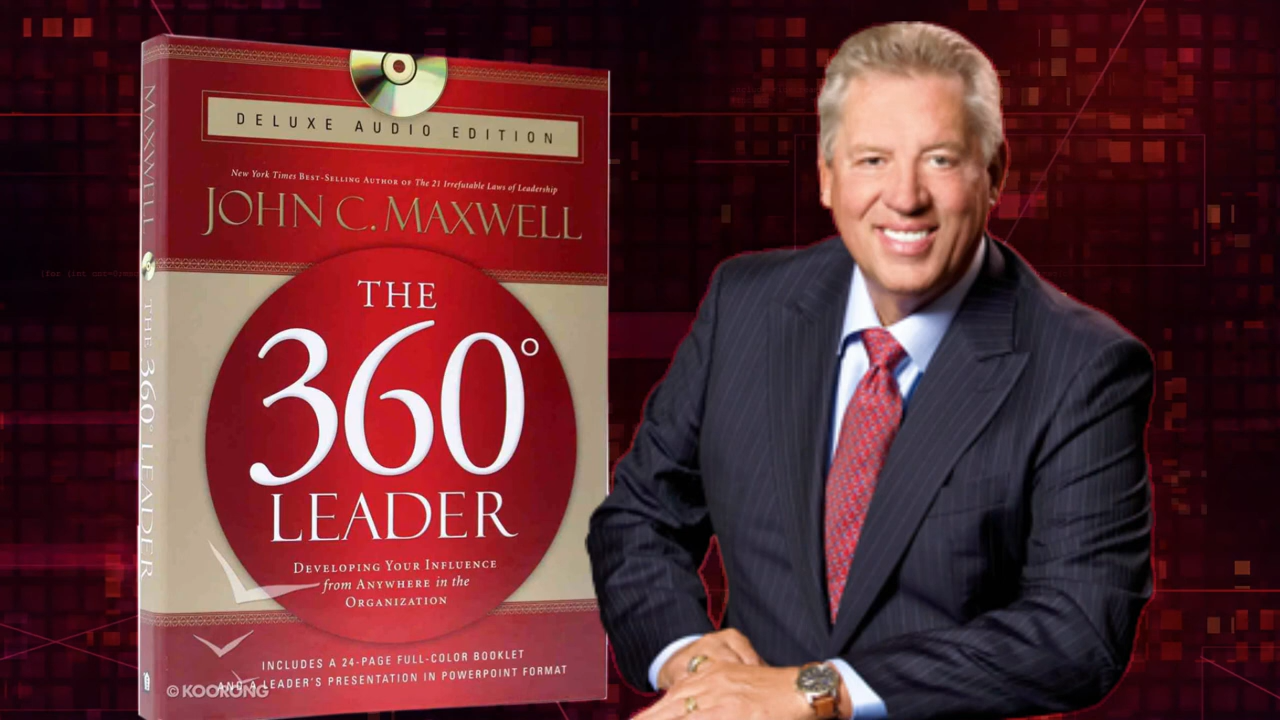 DELUXE AUDIO EDITION
New York Times BEST-SELLING AUTHOR OF The 21 Irrefutable Laws of Leadership
JOHN C. MAXWELL
THE
360°
LEADER
DEVELOPING YOUR INFLUENCE
from ANYWHERE in the
ORGANIZATION
INCLUDES A 24-PAGE FULL-COLOR BOOKLET
AND A LEADER'S PRESENTATION IN POWERPOINT FORMAT
© KOORONG
MAXWELL
THE 360° LEADER